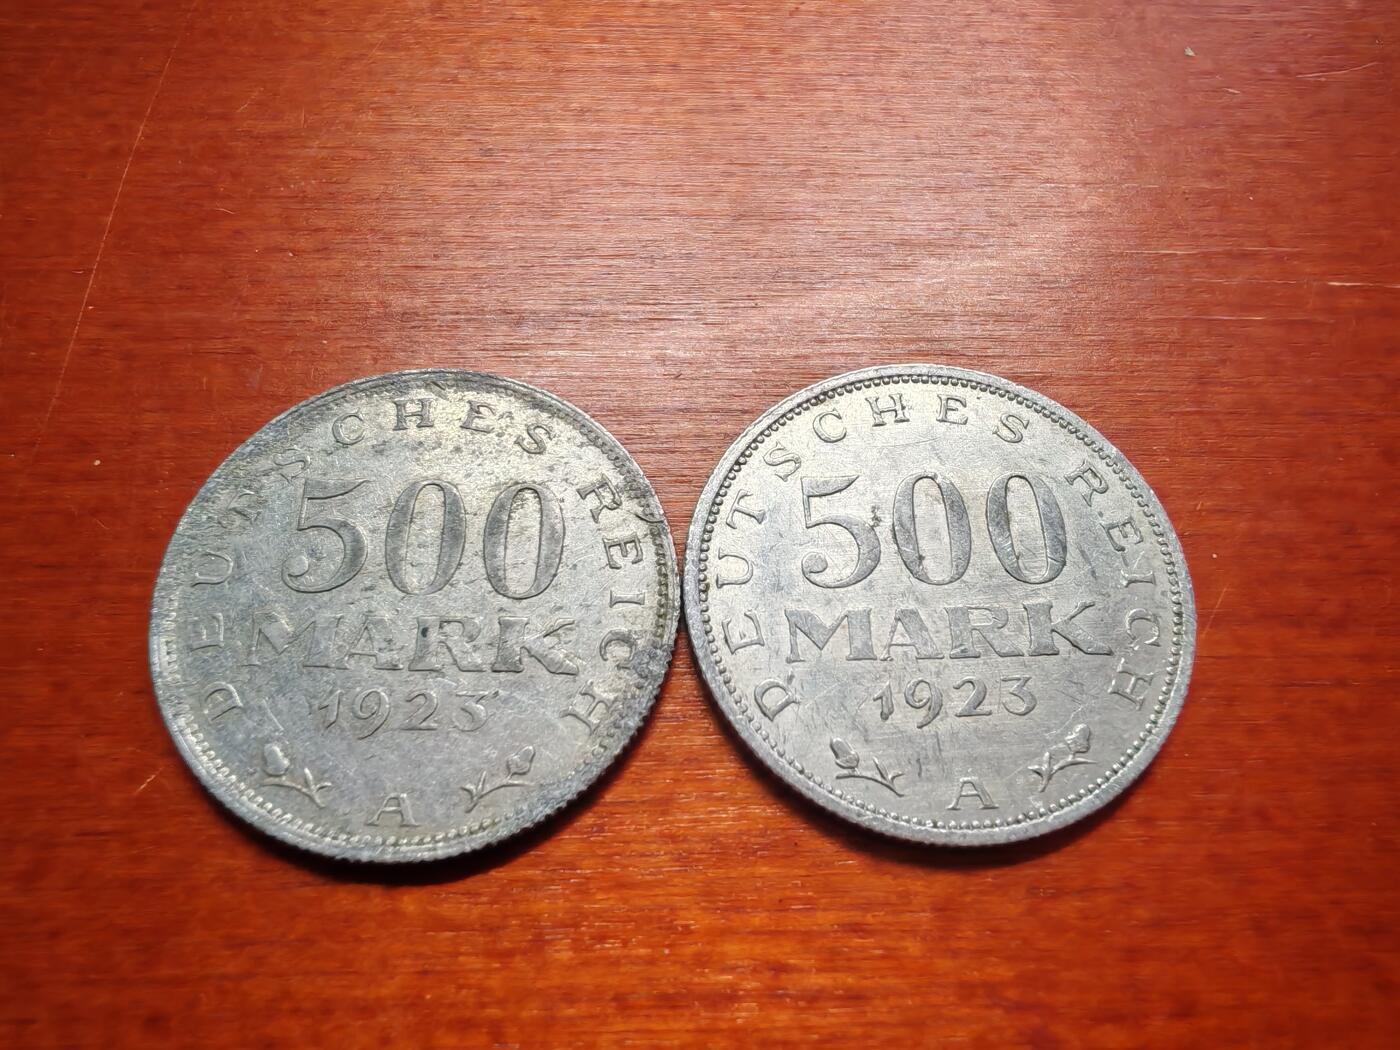 DEUTSCHES REICH
500
MARK
1923
A
DEUTSCHES REICH
500
MARK
1923
A